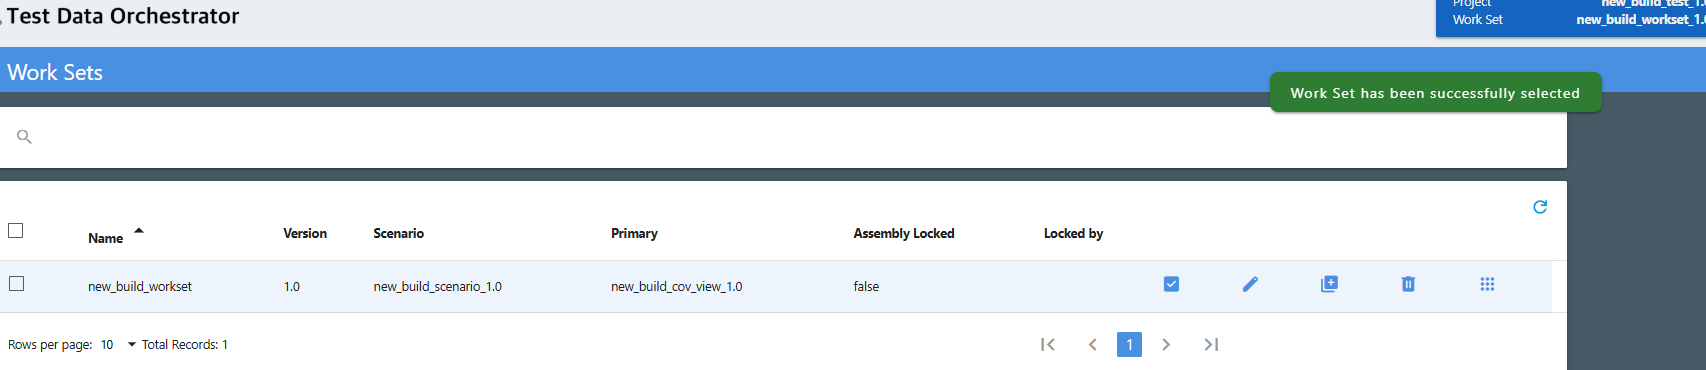 Test Data Orchestrator
Project new_build_test_1.0
Work Set new_build_workset_1.0
Work Sets
Work Set has been successfully selected
Name Version Scenario Primary Assembly Locked Locked by
new_build_workset 1.0 new_build_scenario_1.0 new_build_cov_view_1.0 false
Rows per page: 10 Total Records: 1 1